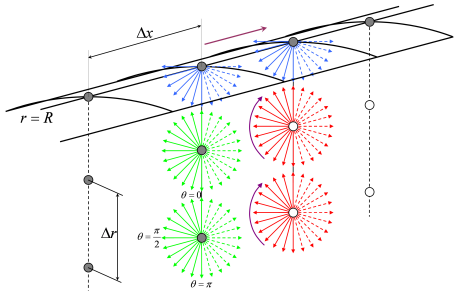 Δx
r = R
θ = 0
Δr
θ = π/2
θ = π